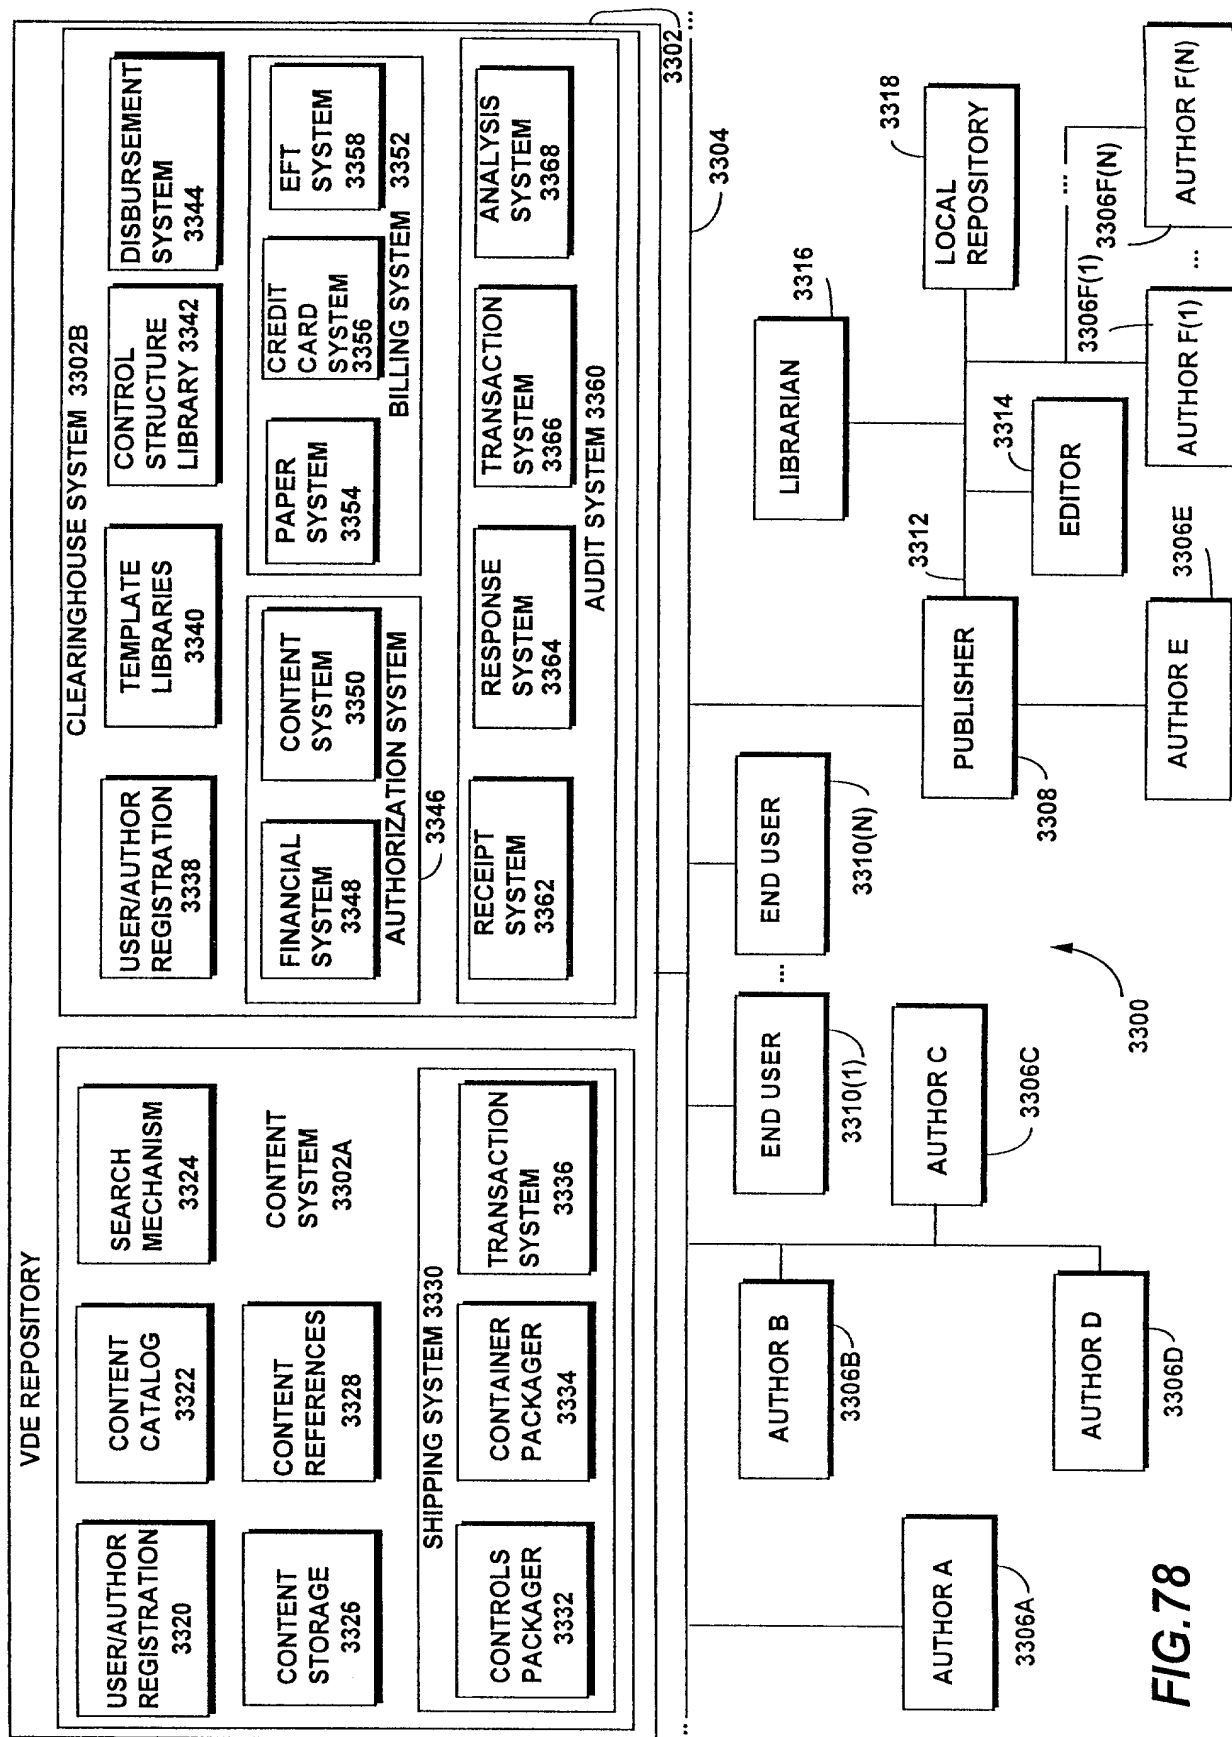 VDE REPOSITORY
USER/AUTHOR
REGISTRATION
3320
CONTENT
CATALOG
3322
SEARCH
MECHANISM
3324
CONTENT
STORAGE
3326
CONTENT
REFERENCES
3328
CONTENT
SYSTEM
3302A
SHIPPING SYSTEM 3330
CONTROLS
PACKAGER
3332
CONTAINER
PACKAGER
3334
TRANSACTION
SYSTEM
3336
CLEARINGHOUSE SYSTEM 3302B
USER/AUTHOR
REGISTRATION
3338
TEMPLATE
LIBRARIES
3340
CONTROL
STRUCTURE
LIBRARY 3342
DISBURSEMENT
SYSTEM
3344
FINANCIAL
SYSTEM
3348
CONTENT
SYSTEM
3350
AUTHORIZATION SYSTEM
3346
PAPER
SYSTEM
3354
CREDIT
CARD
SYSTEM
3356
EFT
SYSTEM
3358
BILLING SYSTEM 3352
RECEIPT
SYSTEM
3362
RESPONSE
SYSTEM
3364
TRANSACTION
SYSTEM
3366
ANALYSIS
SYSTEM
3368
AUDIT SYSTEM 3360
3302
...
..
3304
AUTHOR A
3306A
AUTHOR B
3306B
AUTHOR C
3306C
AUTHOR D
3306D
END USER
3310(1)
...
END USER
3310(N)
PUBLISHER
3308
3312
LIBRARIAN
3316
LOCAL
REPOSITORY
3318
EDITOR
3314
AUTHOR E
3306E
AUTHOR F(1)
3306F(1)
...
...
AUTHOR F(N)
3306F(N)
3300
FIG.78